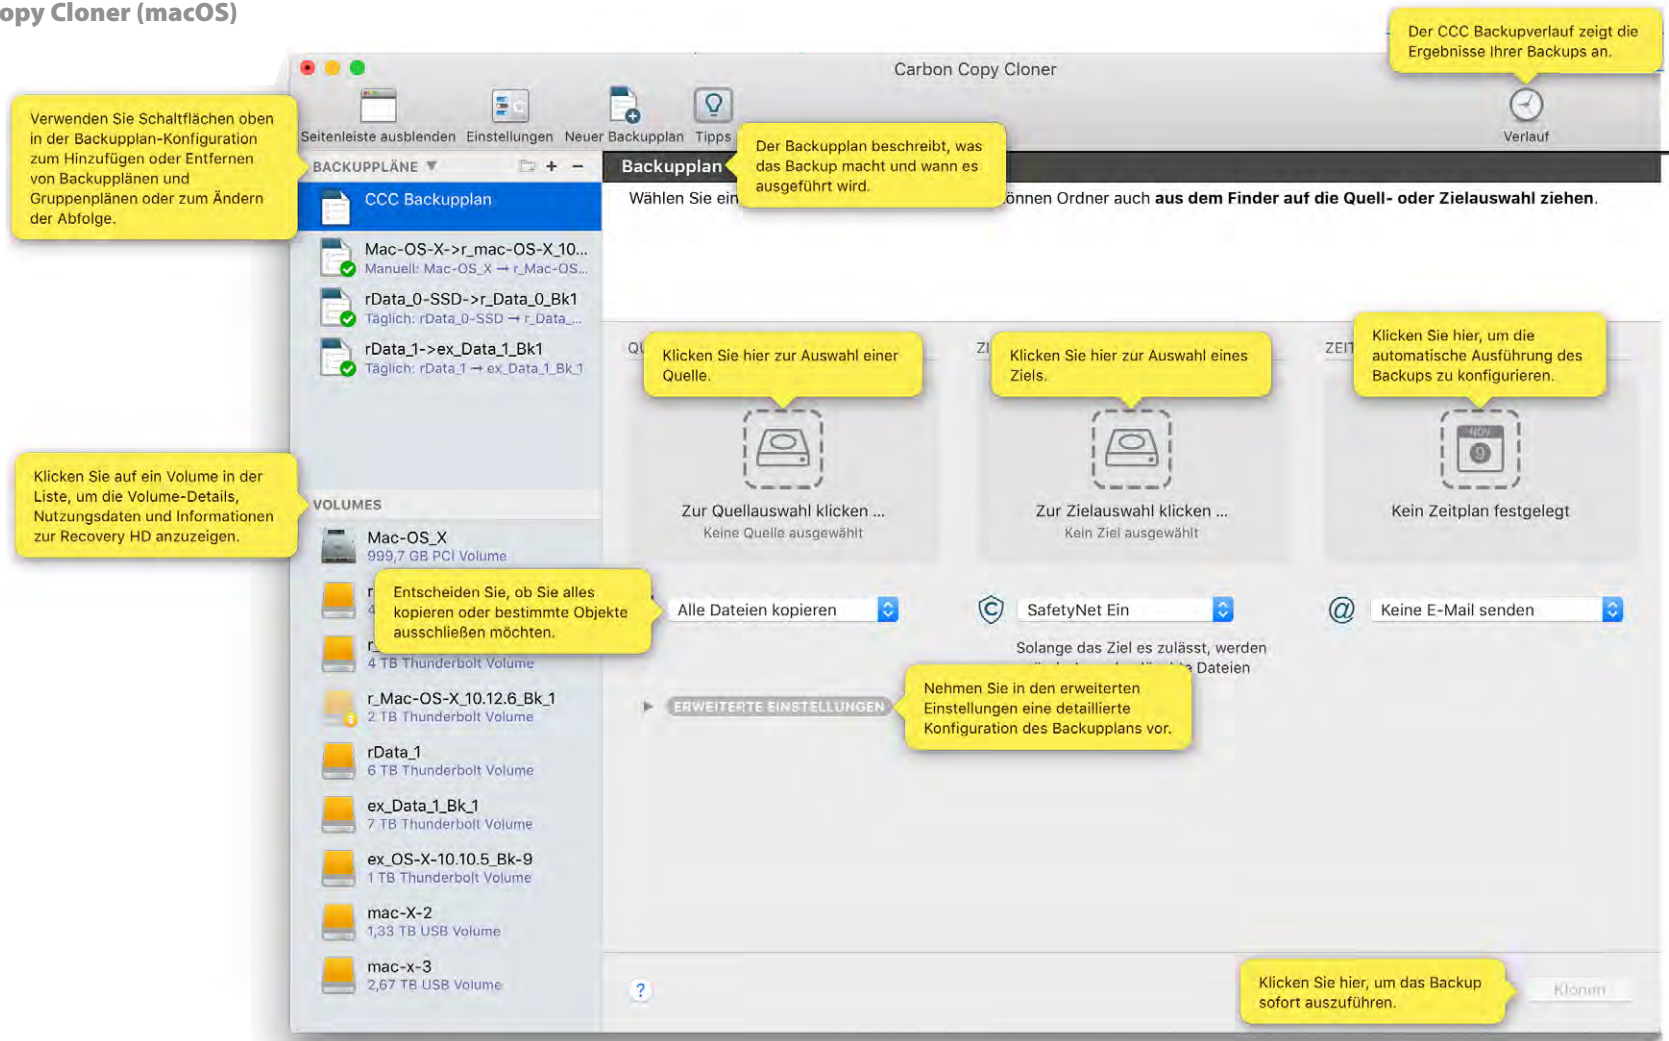 opy Cloner (macOS)
Der CCC Backupverlauf zeigt die
Ergebnisse Ihrer Backups an.
Carbon Copy Cloner
Seitenleiste ausblenden
Einstellungen
Neuer Backupplan
Tipps
Verlauf
Verwenden Sie Schaltflächen oben
in der Backupplan-Konfiguration
zum Hinzufügen oder Entfernen
von Backupplänen und
Gruppenplänen oder zum Ändern
der Abfolge.
BACKUPPLÄNE ▼
+ −
Backupplan
Der Backupplan beschreibt, was
das Backup macht und wann es
ausgeführt wird.
Wählen Sie ein
önnen Ordner auch aus dem Finder auf die Quell- oder Zielauswahl ziehen.
CCC Backupplan
Mac-OS-X->r_mac-OS-X_10...
Manuell: Mac-OS_X → r_Mac-OS...
rData_0-SSD->r_Data_0_Bk1
Täglich: rData_0-SSD → r_Data_...
rData_1->ex_Data_1_Bk1
Täglich: rData_1 → ex_Data_1_Bk_1
Klicken Sie hier zur Auswahl einer
Quelle.
ZI
Klicken Sie hier zur Auswahl eines
Ziels.
ZEIT
Klicken Sie hier, um die
automatische Ausführung des
Backups zu konfigurieren.
NOV
9
Zur Quellauswahl klicken ...
Keine Quelle ausgewählt
Zur Zielauswahl klicken ...
Kein Ziel ausgewählt
Kein Zeitplan festgelegt
Klicken Sie auf ein Volume in der
Liste, um die Volume-Details,
Nutzungsdaten und Informationen
zur Recovery HD anzuzeigen.
VOLUMES
Mac-OS_X
999,7 GB PCI Volume
Entscheiden Sie, ob Sie alles
kopieren oder bestimmte Objekte
ausschließen möchten.
Alle Dateien kopieren
SafetyNet Ein
@ Keine E-Mail senden
Solange das Ziel es zulässt, werden
Dateien
4 TB Thunderbolt Volume
r_Mac-OS-X_10.12.6_Bk_1
2 TB Thunderbolt Volume
ERWEITERTE EINSTELLUNGEN
Nehmen Sie in den erweiterten
Einstellungen eine detaillierte
Konfiguration des Backupplans vor.
rData_1
6 TB Thunderbolt Volume
ex_Data_1_Bk_1
7 TB Thunderbolt Volume
ex_OS-X-10.10.5_Bk-9
1 TB Thunderbolt Volume
mac-X-2
1,33 TB USB Volume
mac-x-3
2,67 TB USB Volume
?
Klicken Sie hier, um das Backup
sofort auszuführen.
Klonen